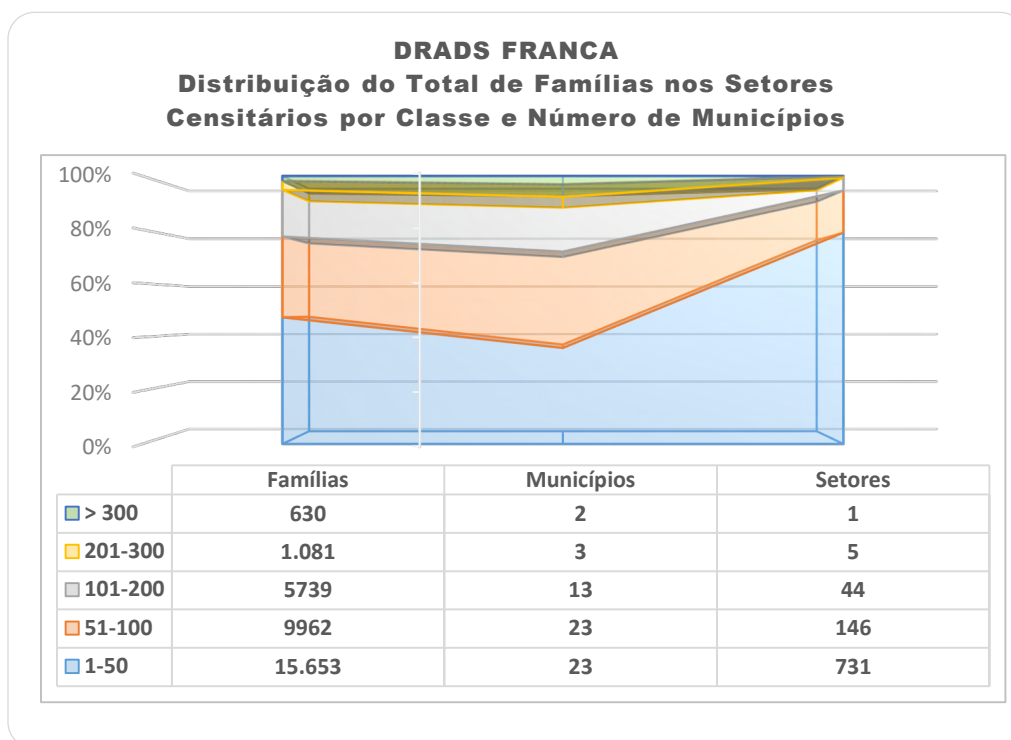 DRADS FRANCA
Distribuição do Total de Famílias nos Setores
Censitários por Classe e Número de Municípios
100%
80%
60%
40%
20%
0%
Famílias Municípios Setores
> 300 630 2 1
201-300 1.081 3 5
101-200 5739 13 44
51-100 9962 23 146
1-50 15.653 23 731